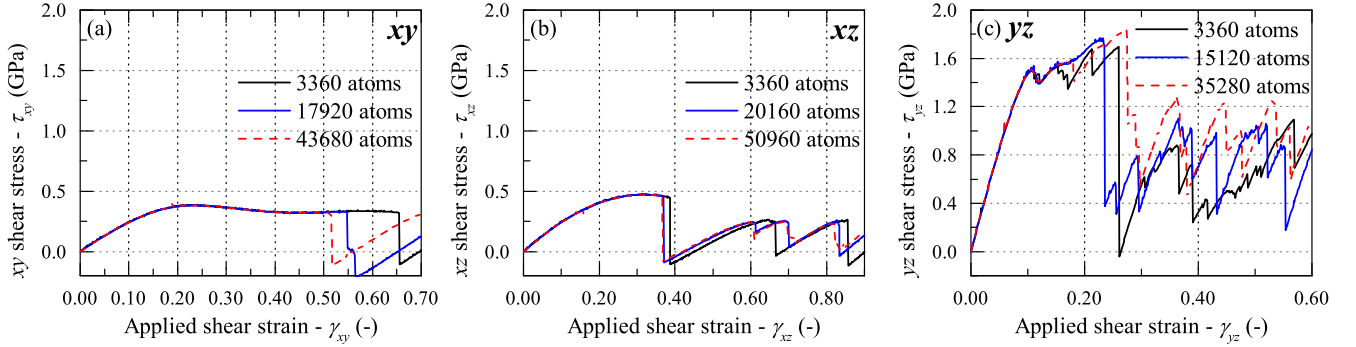 (a)
xy
3360 atoms
17920 atoms
43680 atoms
2.0
1.5
1.0
0.5
0.0
xy shear stress - τxy (GPa)
0.00 0.10 0.20 0.30 0.40 0.50 0.60 0.70
Applied shear strain - γxy (-)
(b)
xz
3360 atoms
20160 atoms
50960 atoms
2.0
1.5
1.0
0.5
0.0
xz shear stress - τxz (GPa)
0.00 0.20 0.40 0.60 0.80
Applied shear strain - γxz (-)
(c)
yz
3360 atoms
15120 atoms
35280 atoms
2.0
1.6
1.2
0.8
0.4
0.0
yz shear stress - τyz (GPa)
0.00 0.20 0.40 0.60
Applied shear strain - γyz (-)